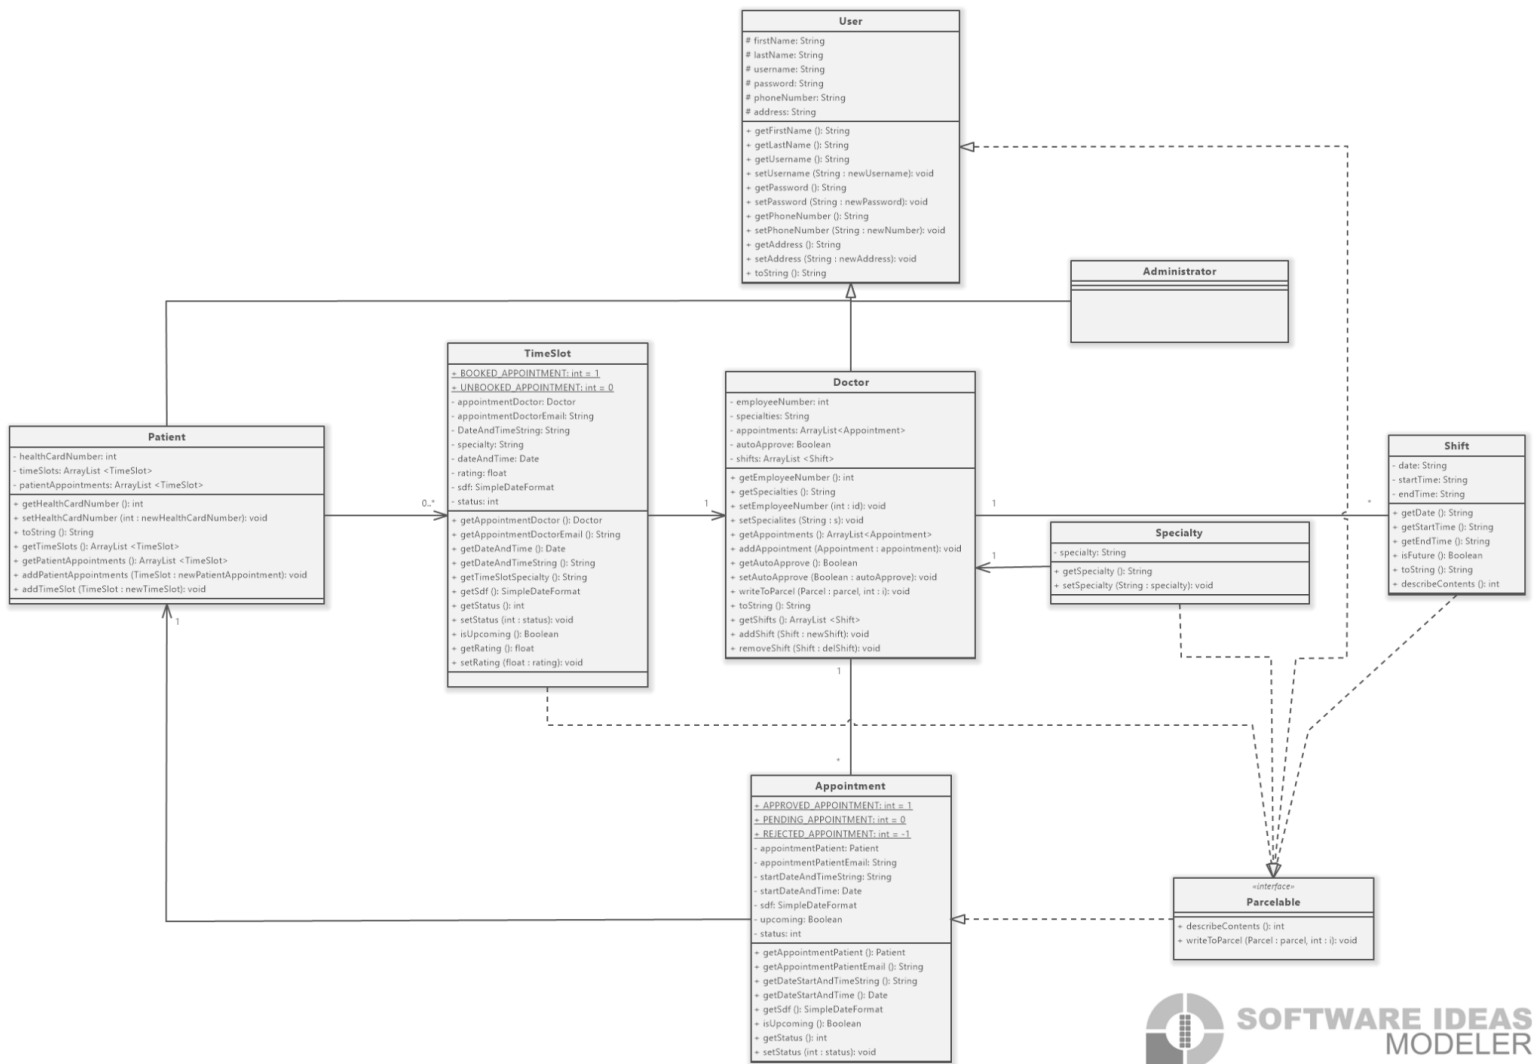 User
# firstName: String
# lastName: String
# username: String
# password: String
# phoneNumber: String
# address: String
+ getFirstName (): String
+ getLastName (): String
+ getUsername (): String
+ setUsername (String : newUsername): void
+ getPassword (): String
+ setPassword (String : newPassword): void
+ getPhoneNumber (): String
+ setPhoneNumber (String : newNumber): void
+ getAddress (): String
+ setAddress (String : newAddress): void
+ toString (): String
Administrator
TimeSlot
+ BOOKED_APPOINTMENT: int = 1
+ UNBOOKED_APPOINTMENT: int = 0
- appointmentDoctor: Doctor
- appointmentDoctorEmail: String
- DateAndTimeString: String
- specialty: String
- dateAndTime: Date
- rating: float
- sdf: SimpleDateFormat
- status: int
+ getAppointmentDoctor (): Doctor
+ getAppointmentDoctorEmail (): String
+ getDateAndTime (): Date
+ getDateAndTimeString (): String
+ getTimeSlotSpecialty (): String
+ getSdf (): SimpleDateFormat
+ getStatus (): int
+ setStatus (int : status): void
+ isUpcoming (): Boolean
+ getRating (): float
+ setRating (float : rating): void
Doctor
- employeeNumber: int
- specialties: String
- appointments: ArrayList<Appointment>
- autoApprove: Boolean
- shifts: ArrayList <Shift>
+ getEmployeeNumber (): int
+ getSpecialties (): String
+ setEmployeeNumber (int : id): void
+ setSpecialites (String : s): void
+ getAppointments (): ArrayList<Appointment>
+ addAppointment (Appointment : appointment): void
+ getAutoApprove (): Boolean
+ setAutoApprove (Boolean : autoApprove): void
+ writeToParcel (Parcel : parcel, int : i): void
+ toString (): String
+ getShifts (): ArrayList <Shift>
+ addShift (Shift : newShift): void
+ removeShift (Shift : delShift): void
Patient
- healthCardNumber: int
- timeSlots: ArrayList <TimeSlot>
- patientAppointments: ArrayList <TimeSlot>
+ getHealthCardNumber (): int
+ setHealthCardNumber (int : newHealthCardNumber): void
+ toString (): String
+ getTimeSlots (): ArrayList <TimeSlot>
+ getPatientAppointments (): ArrayList <TimeSlot>
+ addPatientAppointments (TimeSlot : newPatientAppointment): void
+ addTimeSlot (TimeSlot : newTimeSlot): void
Shift
- date: String
- startTime: String
- endTime: String
+ getDate (): String
+ getStartTime (): String
+ getEndTime (): String
+ isFuture (): Boolean
+ toString (): String
+ describeContents (): int
Specialty
- specialty: String
+ getSpecialty (): String
+ setSpecialty (String : specialty): void
0..*
1
1
*
1
1
1
*
Appointment
+ APPROVED_APPOINTMENT: int = 1
+ PENDING_APPOINTMENT: int = 0
+ REJECTED_APPOINTMENT: int = -1
- appointmentPatient: Patient
- appointmentPatientEmail: String
- startDateAndTimeString: String
- startDateAndTime: Date
- sdf: SimpleDateFormat
- upcoming: Boolean
- status: int
+ getAppointmentPatient (): Patient
+ getAppointmentPatientEmail (): String
+ getDateStartAndTimeString (): String
+ getDateStartAndTime (): Date
+ getSdf (): SimpleDateFormat
+ isUpcoming (): Boolean
+ getStatus (): int
+ setStatus (int : status): void
«interface»
Parcelable
+ describeContents (): int
+ writeToParcel (Parcel : parcel, int : i): void
SOFTWARE IDEAS
MODELER